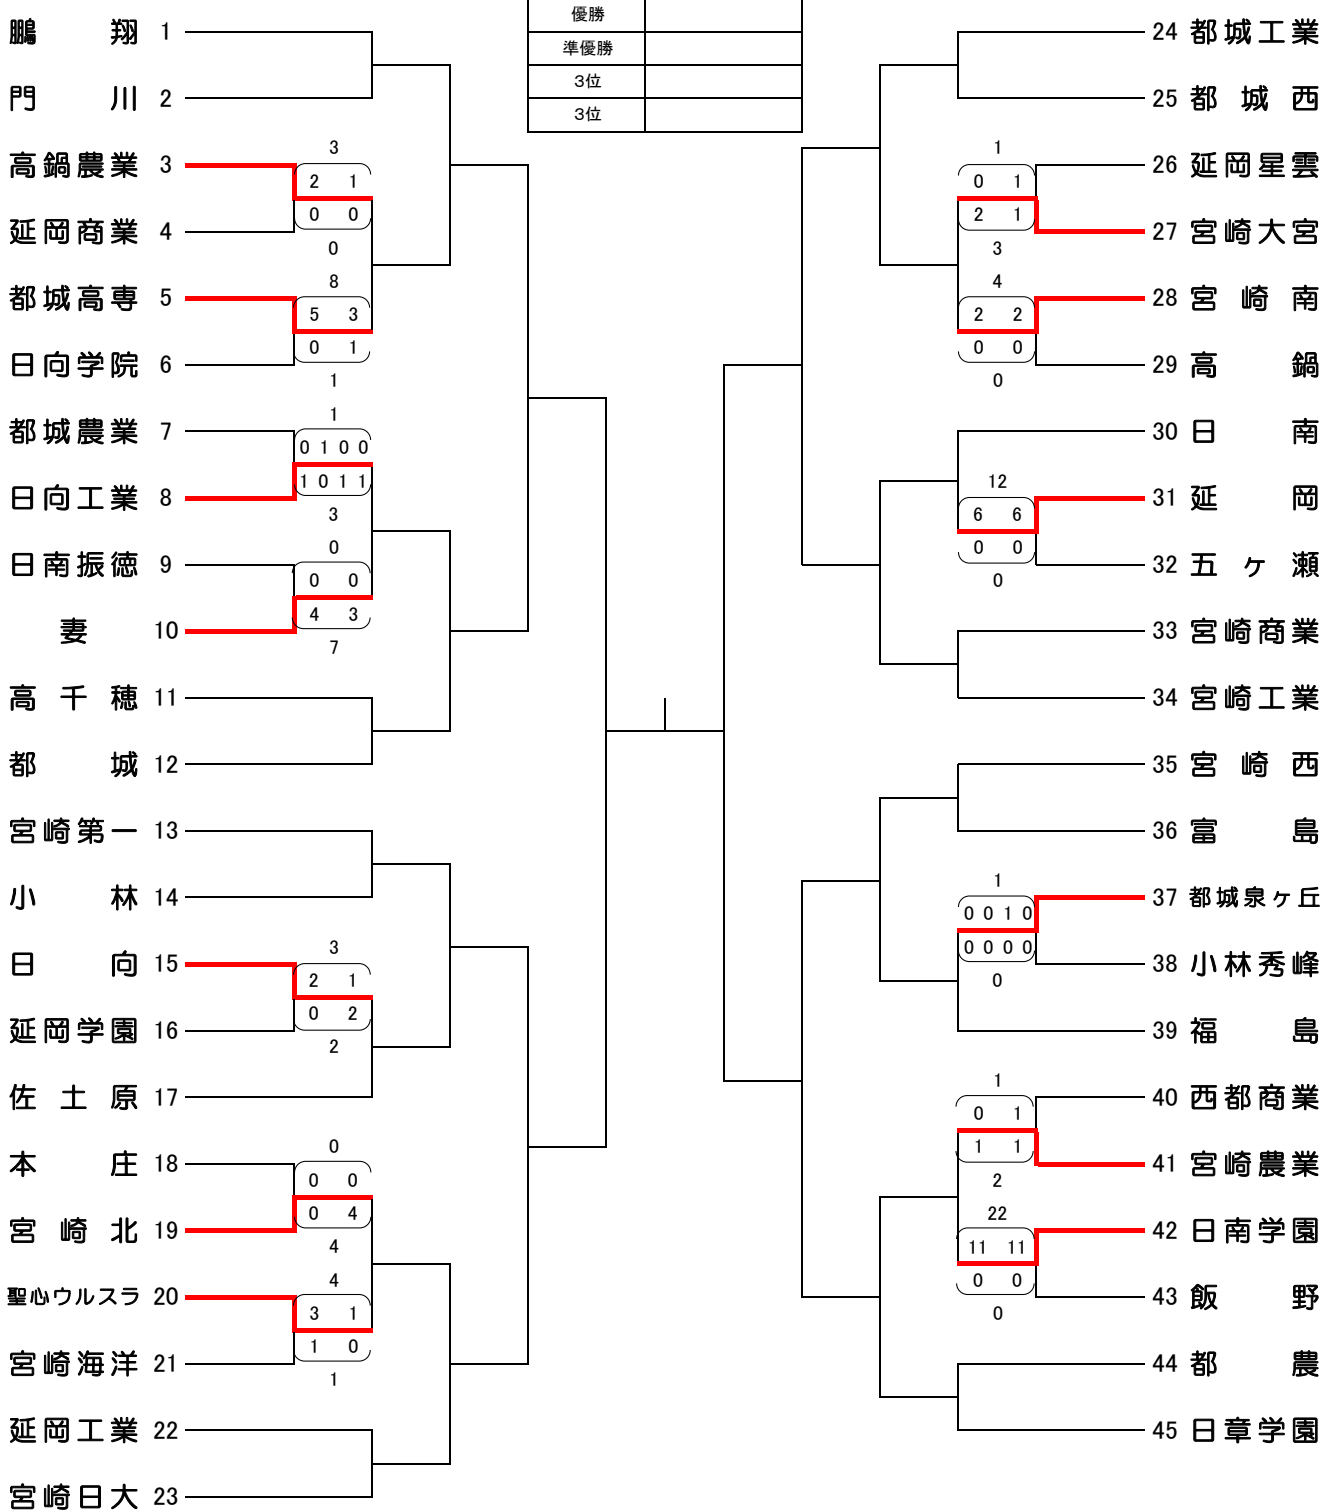 優勝
準優勝
3位
3位
鵬翔 1
門川 2
3
高鍋農業 3
2 1
0 0
延岡商業 4
0
8
都城高専 5
5 3
0 1
日向学院 6
1
1
都城農業 7
0 1 0 0
1 0 1 1
日向工業 8
3
0
日南振徳 9
0 0
4 3
妻 10
7
高千穂 11
都城 12
宮崎第一 13
小林 14
3
日向 15
2 1
0 2
延岡学園 16
2
佐土原 17
0
本庄 18
0 0
0 4
宮崎北 19
4
4
聖心ウルスラ 20
3 1
1 0
宮崎海洋 21
1
延岡工業 22
宮崎日大 23
24 都城工業
25 都城西
1
26 延岡星雲
0 1
2 1
27 宮崎大宮
3
4
28 宮崎南
2 2
0 0
29 高鍋
0
30 日南
12
31 延岡
6 6
0 0
32 五ヶ瀬
0
33 宮崎商業
34 宮崎工業
35 宮崎西
36 富島
1
37 都城泉ヶ丘
0 0 1 0
0 0 0 0
38 小林秀峰
0
39 福島
1
40 西都商業
0 1
1 1
41 宮崎農業
2
22
42 日南学園
11 11
0 0
43 飯野
0
44 都農
45 日章学園